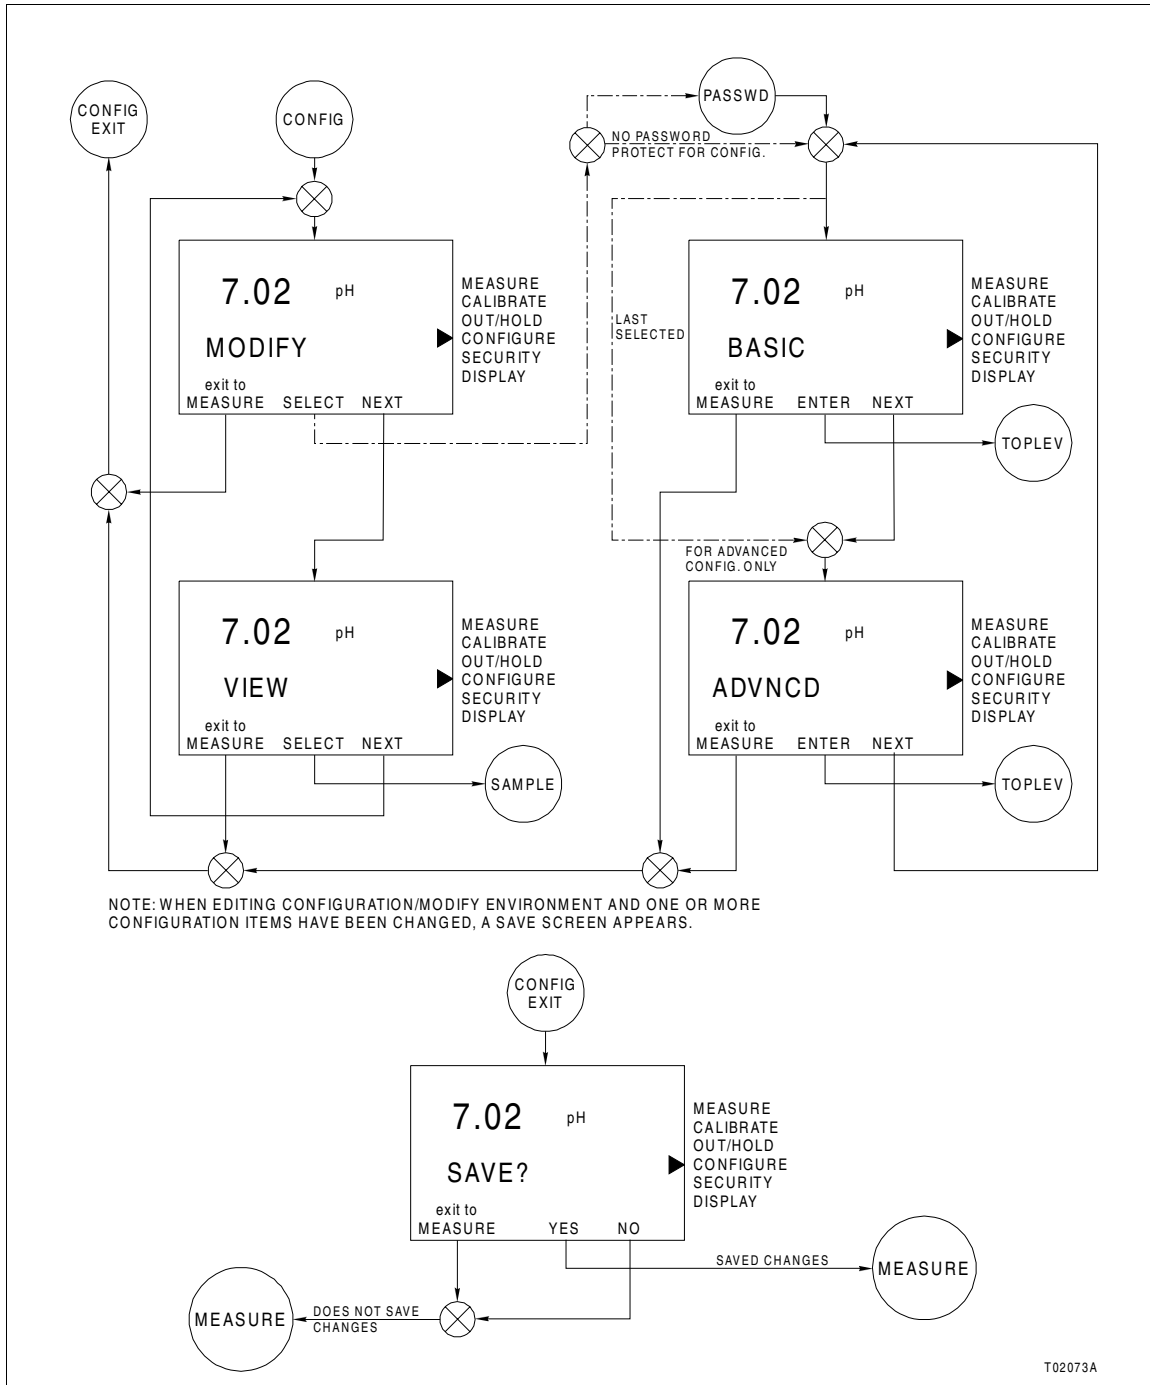 CONFIG
EXIT
CONFIG
PASSWD
NO PASSWORD
PROTECT FOR CONFIG.
7.02 pH
MODIFY
exit to
MEASURE SELECT NEXT
MEASURE
CALIBRATE
OUT/HOLD
CONFIGURE
SECURITY
DISPLAY
LAST
SELECTED
7.02 pH
BASIC
exit to
MEASURE ENTER NEXT
MEASURE
CALIBRATE
OUT/HOLD
CONFIGURE
SECURITY
DISPLAY
TOPLEV
FOR ADVANCED
CONFIG. ONLY
7.02 pH
VIEW
exit to
MEASURE SELECT NEXT
MEASURE
CALIBRATE
OUT/HOLD
CONFIGURE
SECURITY
DISPLAY
SAMPLE
7.02 pH
ADVNCD
exit to
MEASURE ENTER NEXT
MEASURE
CALIBRATE
OUT/HOLD
CONFIGURE
SECURITY
DISPLAY
TOPLEV
NOTE: WHEN EDITING CONFIGURATION/MODIFY ENVIRONMENT AND ONE OR MORE
CONFIGURATION ITEMS HAVE BEEN CHANGED, A SAVE SCREEN APPEARS.
CONFIG
EXIT
7.02 pH
SAVE?
exit to
MEASURE YES NO
MEASURE
CALIBRATE
OUT/HOLD
CONFIGURE
SECURITY
DISPLAY
SAVED CHANGES
MEASURE
MEASURE
DOES NOT SAVE
CHANGES
T02073A